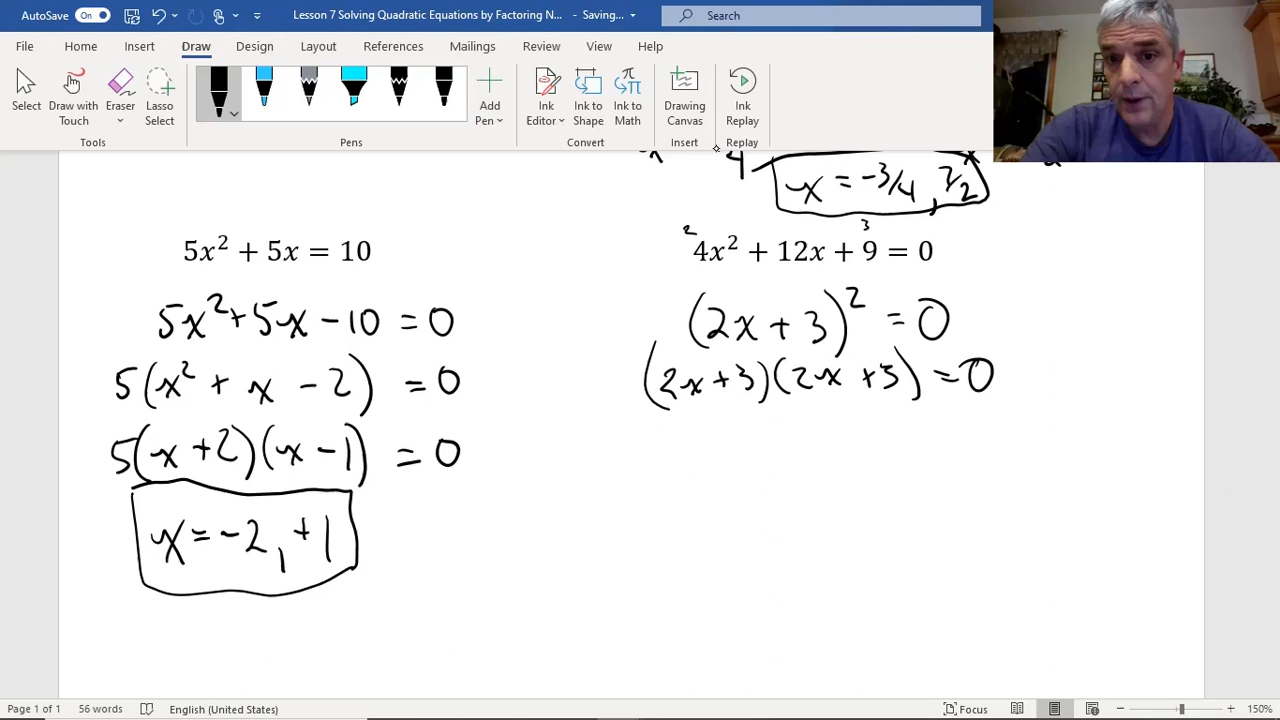 AutoSave On Lesson 7 Solving Quadratic Equations by Factoring N... - Saving... Search
File Home Insert Draw Design Layout References Mailings Review View Help
Select Draw with Touch Eraser Lasso Select Add Pen Ink Editor Ink to Shape Ink to Math Drawing Canvas Ink Replay
Tools Pens Convert Insert Replay
x = -3/4, 7/2
5x² + 5x = 10
5x² + 5x - 10 = 0
5(x² + x - 2) = 0
5(x + 2)(x - 1) = 0
x = -2, +1
2 3
4x² + 12x + 9 = 0
(2x + 3)² = 0
(2x + 3)(2x + 3) = 0
Page 1 of 1 56 words English (United States) Focus 150%